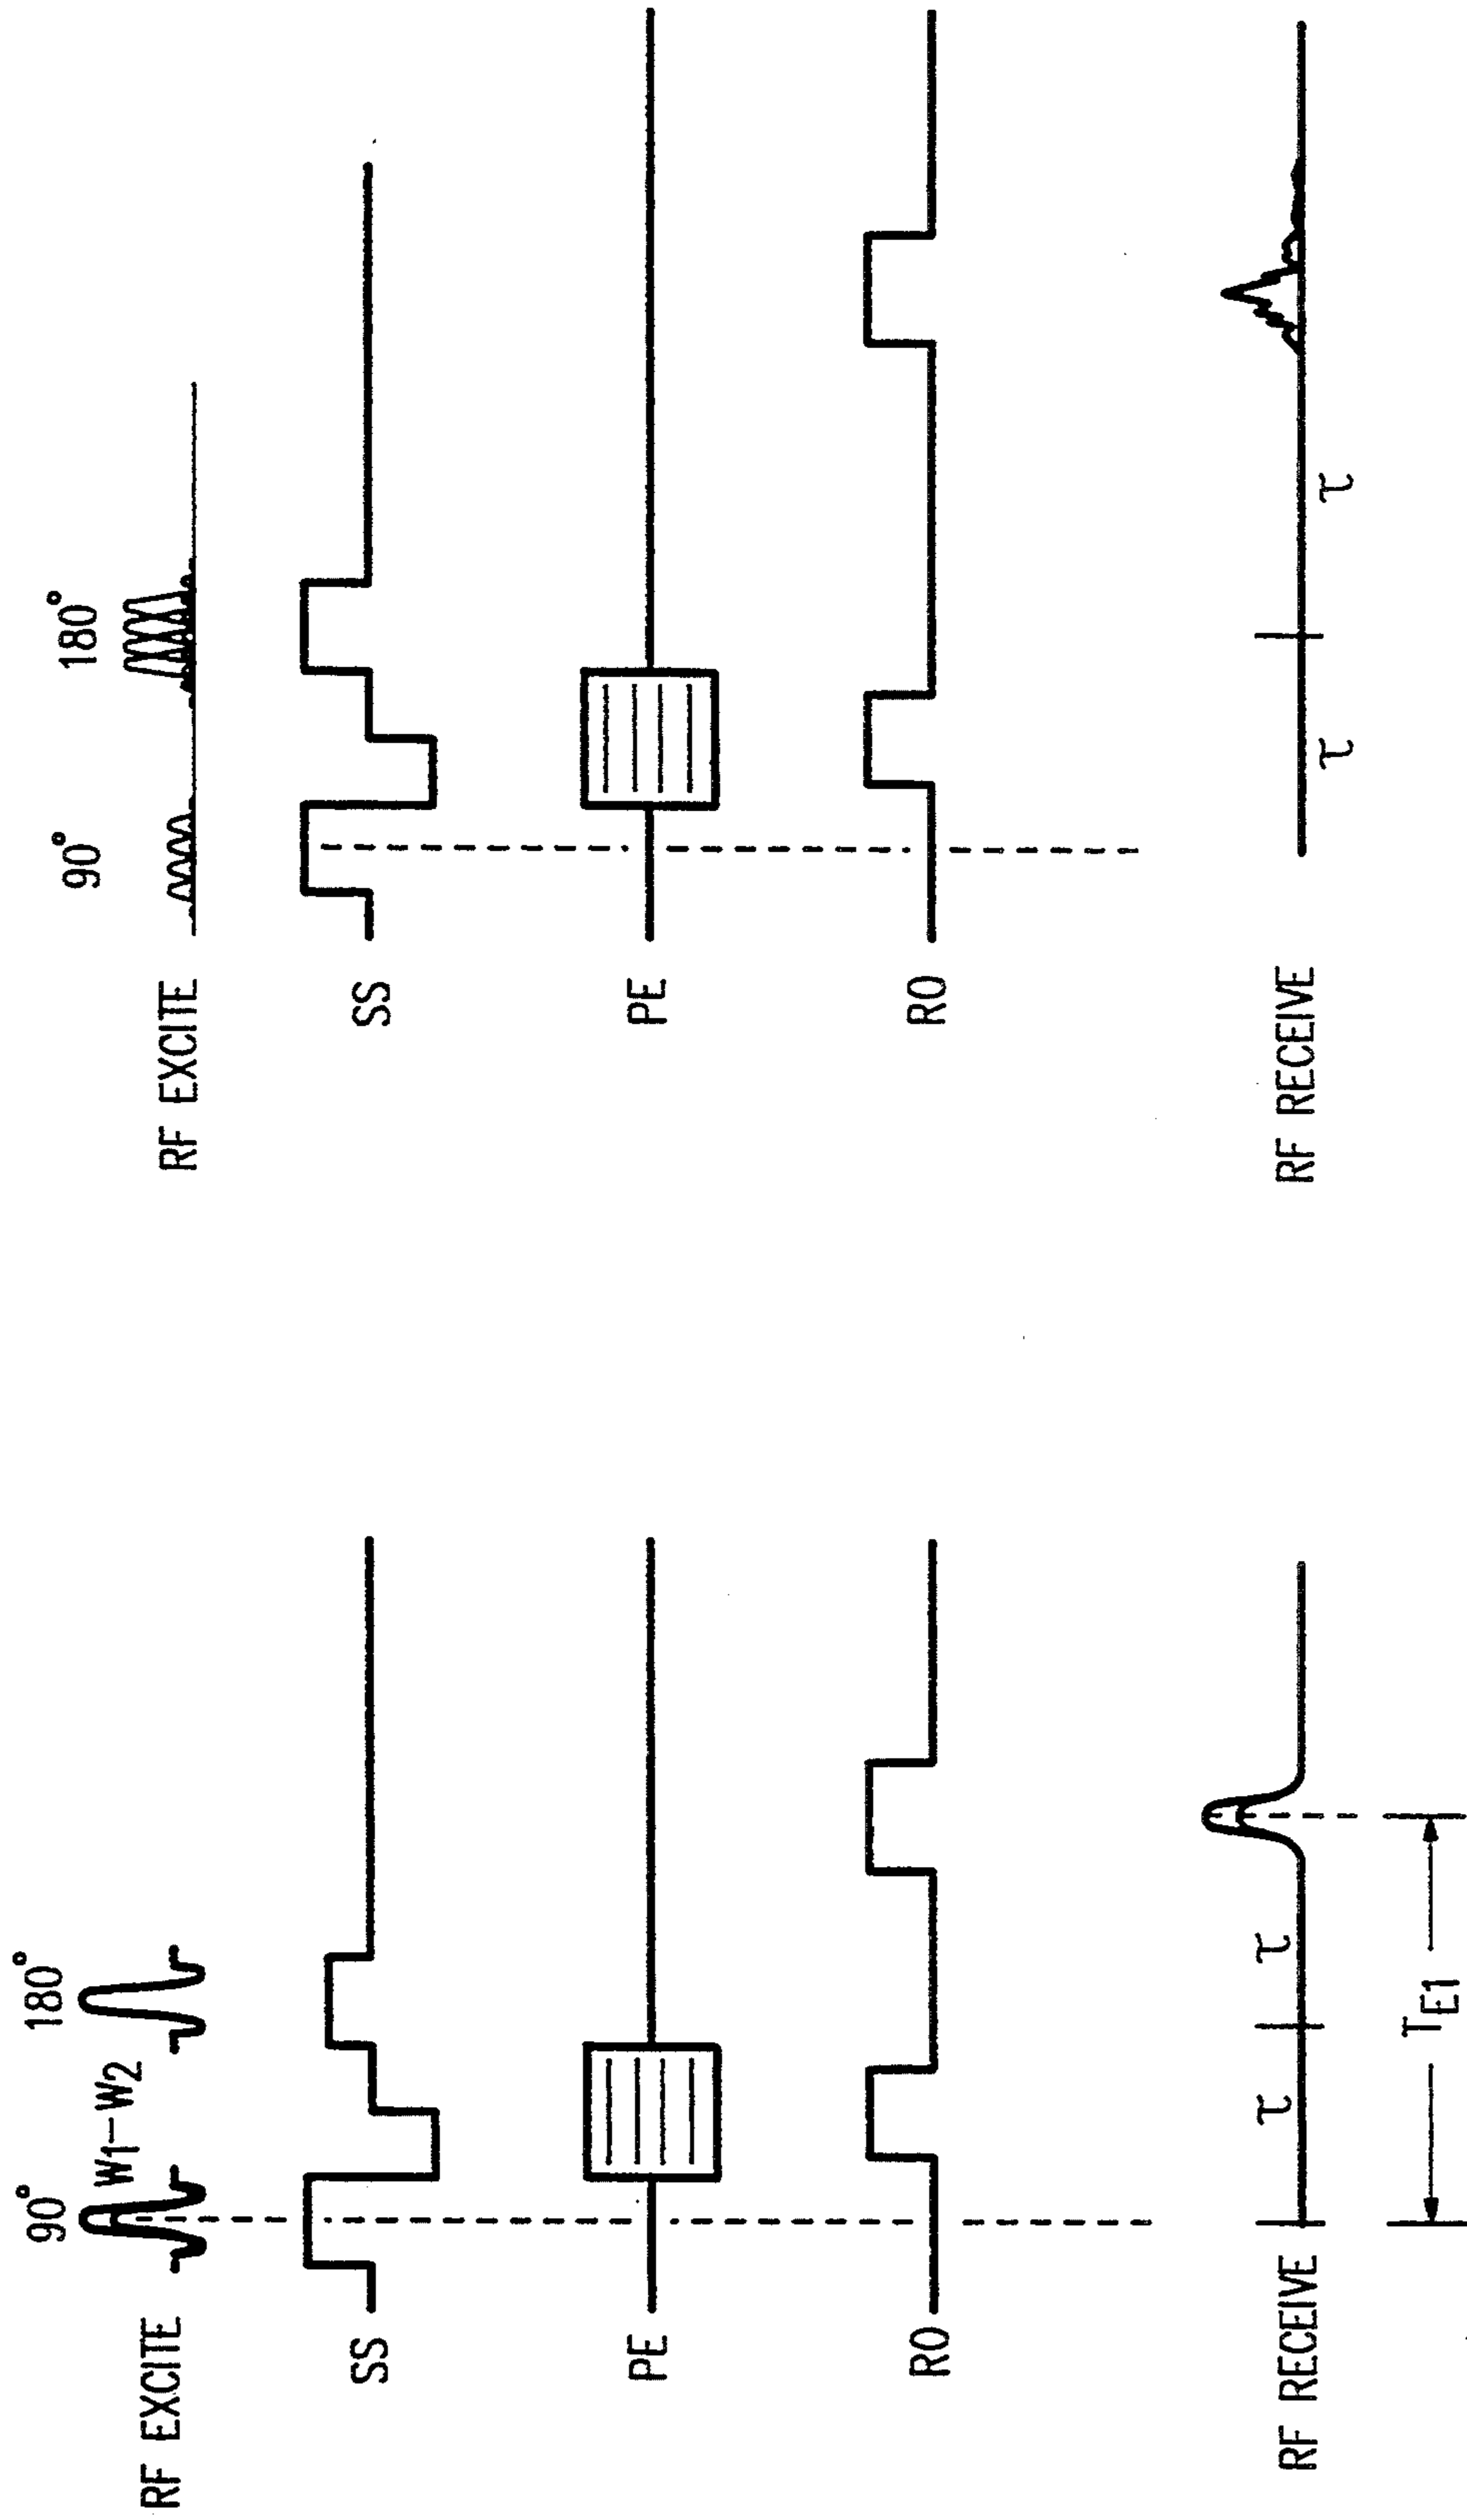 90° 180°
W1-W2
RF EXCITE
SS
PE
RO
RF RECEIVE
τ τ
TE1
90° 180°
RF EXCITE
SS
PE
RO
RF RECEIVE
τ τ